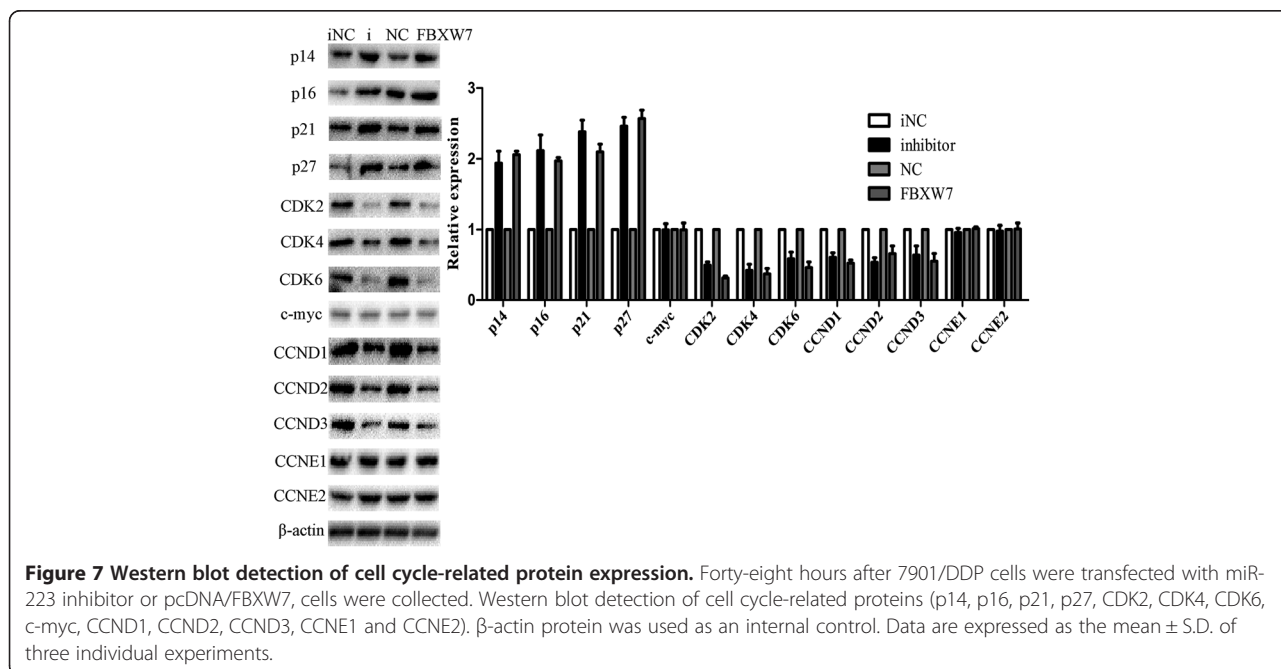 iNC i NC FBXW7
p14
p16
p21
p27
CDK2
CDK4
CDK6
c-myc
CCND1
CCND2
CCND3
CCNE1
CCNE2
β-actin
Relative expression
3
2
1
0
iNC
inhibitor
NC
FBXW7
p14 p16 p21 p27 c-myc CDK2 CDK4 CDK6 CCND1 CCND2 CCND3 CCNE1 CCNE2
Figure 7 Western blot detection of cell cycle-related protein expression. Forty-eight hours after 7901/DDP cells were transfected with miR-
223 inhibitor or pcDNA/FBXW7, cells were collected. Western blot detection of cell cycle-related proteins (p14, p16, p21, p27, CDK2, CDK4, CDK6,
c-myc, CCND1, CCND2, CCND3, CCNE1 and CCNE2). β-actin protein was used as an internal control. Data are expressed as the mean ± S.D. of
three individual experiments.